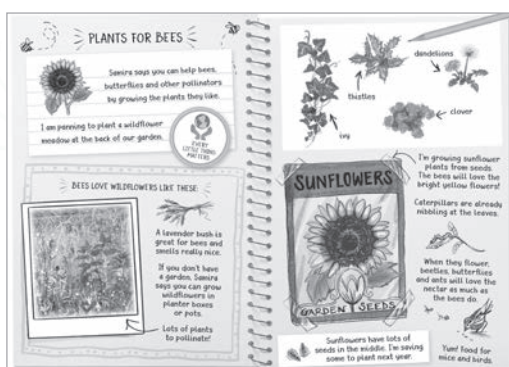 PLANTS FOR BEES
Samira says you can help bees,
butterflies and other pollinators
by growing the plants they like.
I am panning to plant a wildflower
meadow at the back of our garden.
EVERY
LITTLE THING
MATTERS
BEES LOVE WILDFLOWERS LIKE THESE:
A lavender bush is
great for bees and
smells really nice.
If you don't have
a garden, Samira
says you can grow
wildflowers in
planter boxes
or pots.
Lots of plants
to pollinate!
dandelions
thistles
clover
ivy
I'm growing sunflower
plants from seeds.
The bees will love the
bright yellow flowers!
SUNFLOWERS
GARDEN SEEDS
Caterpillars are already
nibbling at the leaves.
When they flower,
beetles, butterflies
and ants will love the
nectar as much as
the bees do.
Sunflowers have lots of
seeds in the middle. I'm saving
some to plant next year.
Yum! Food for
mice and birds.